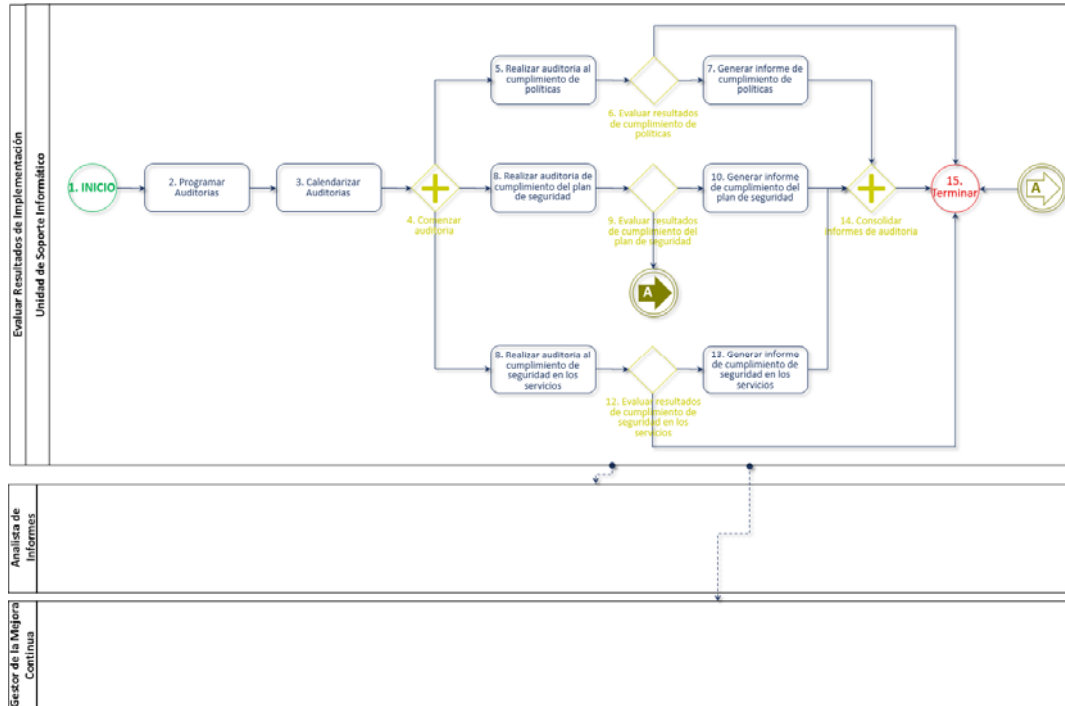 Evaluar Resultados de Implementación
Unidad de Soporte Informático
1. INICIO
2. Programar
Auditorias
3. Calendarizar
Auditorias
4. Comenzar
auditoria
5. Realizar auditoria al
cumplimiento de
políticas
6. Evaluar resultados
de cumplimiento de
políticas
7. Generar informe de
cumplimiento de
políticas
8. Realizar auditoria de
cumplimiento del plan
de seguridad
9. Evaluar resultados
de cumplimiento del
plan de seguridad
10. Generar informe
de cumplimiento del
plan de seguridad
A
8. Realizar auditoria al
cumplimiento de
seguridad en los
servicios
12. Evaluar resultados
de cumplimiento de
seguridad en los
servicios
13. Generar informe
de cumplimiento de
seguridad en los
servicios
14. Consolidar
informes de auditoria
15.
Terminar
A
Analista de
Informes
Gestor de la Mejora
Continua